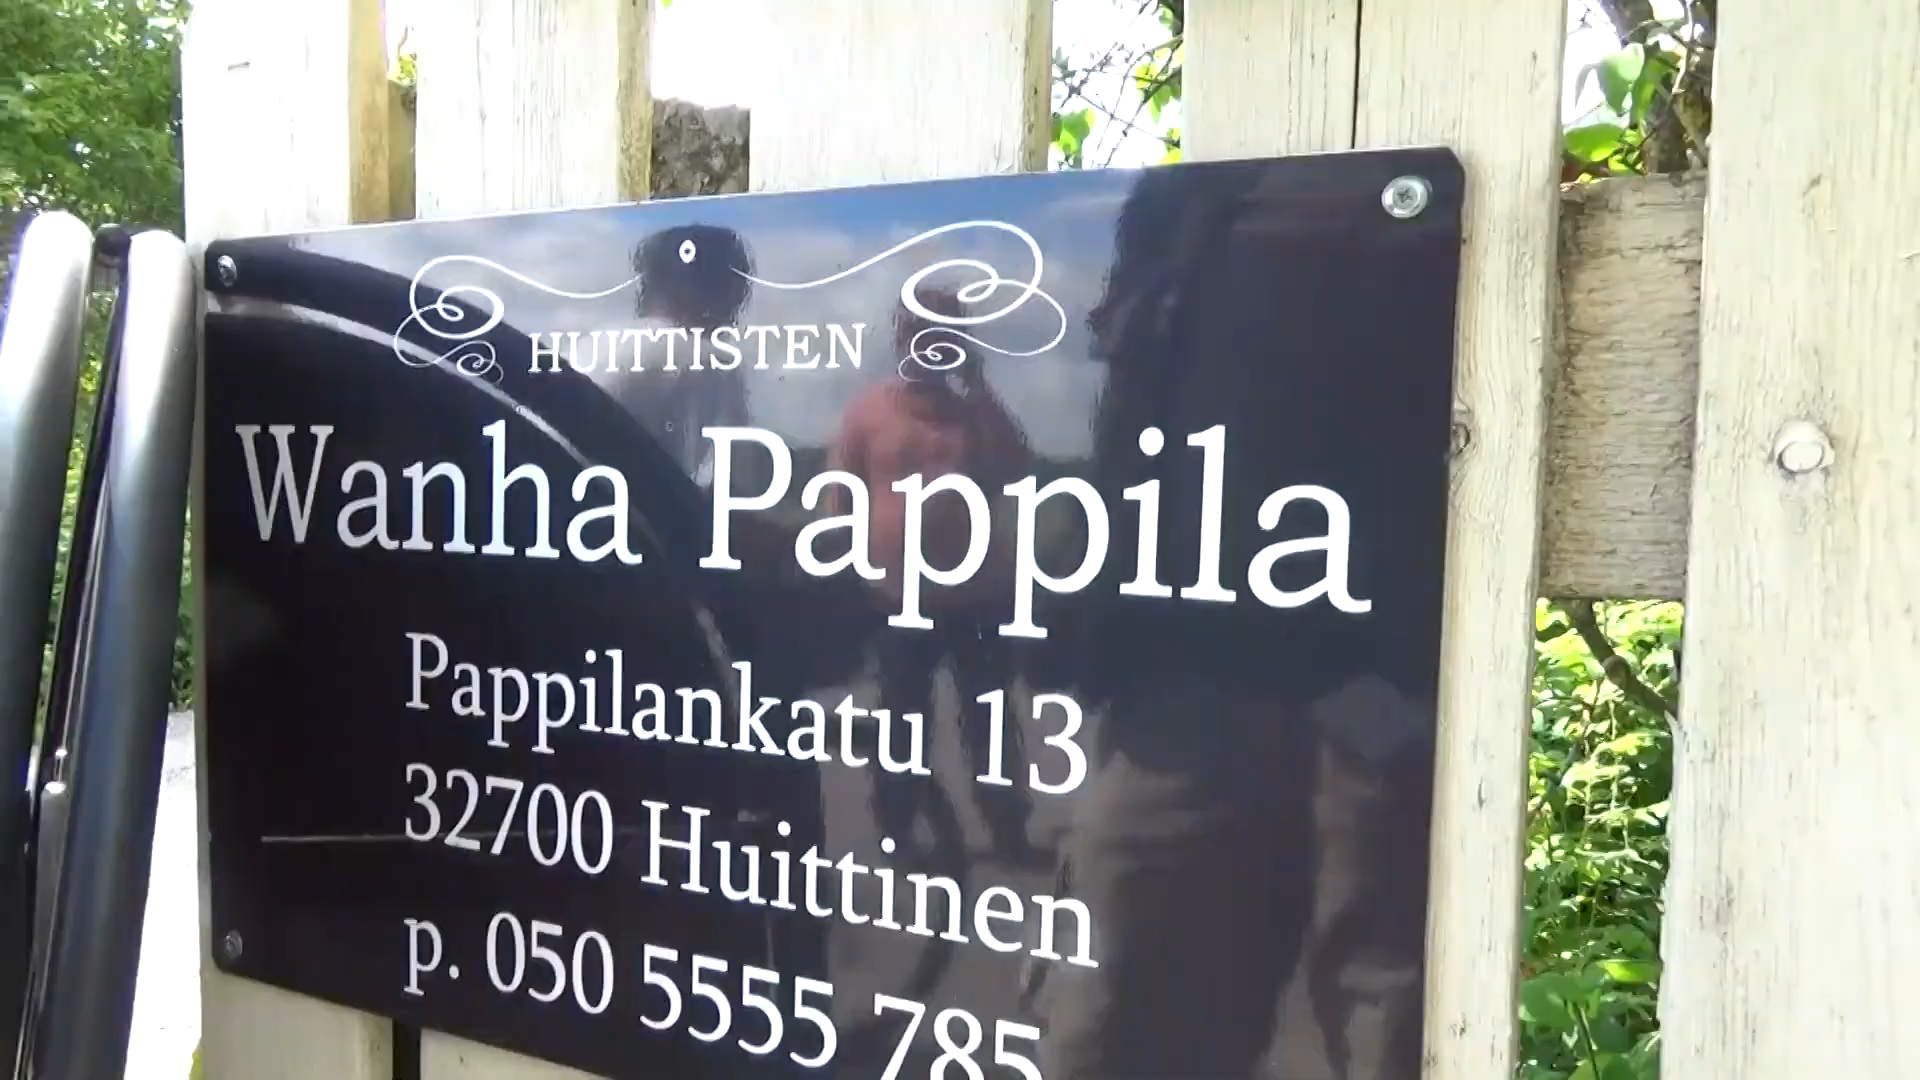 HUITTISTEN
Wanha Pappila
Pappilankatu 13
32700 Huittinen
p. 050 5555 785